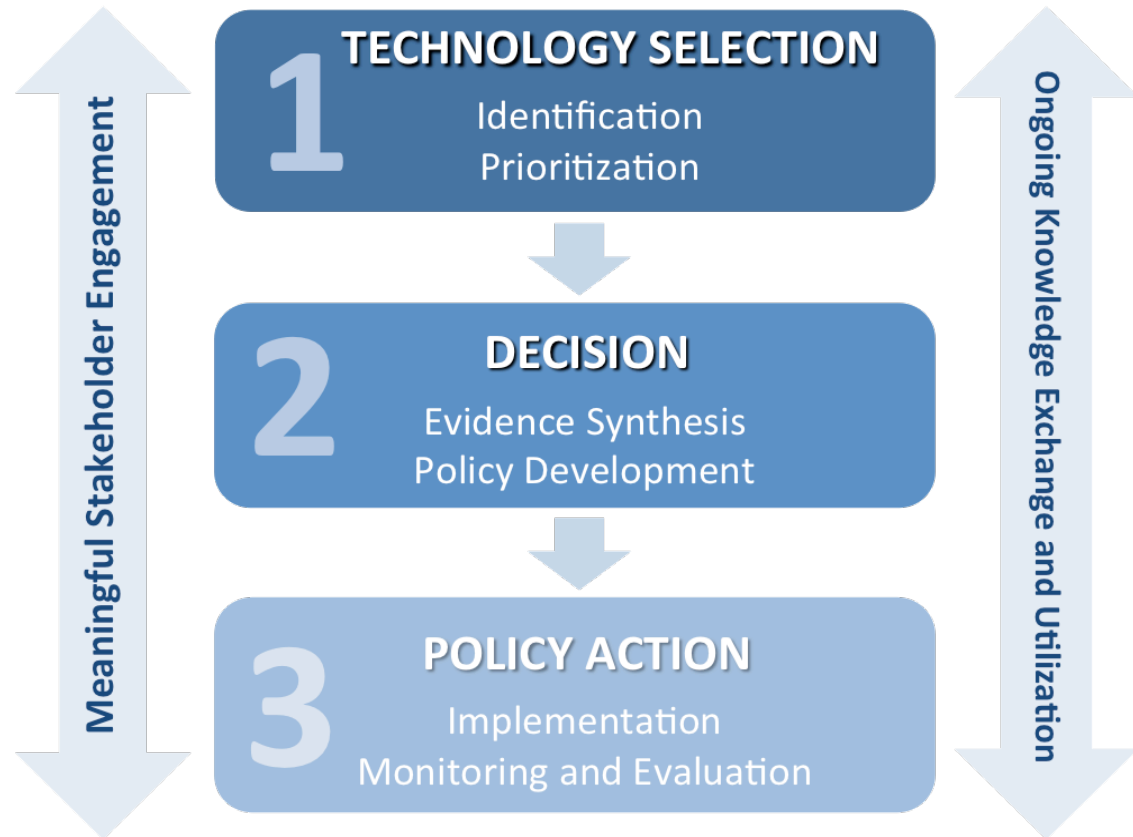 Meaningful Stakeholder Engagement
1
TECHNOLOGY SELECTION
Identification
Prioritization
2
DECISION
Evidence Synthesis
Policy Development
3
POLICY ACTION
Implementation
Monitoring and Evaluation
Ongoing Knowledge Exchange and Utilization